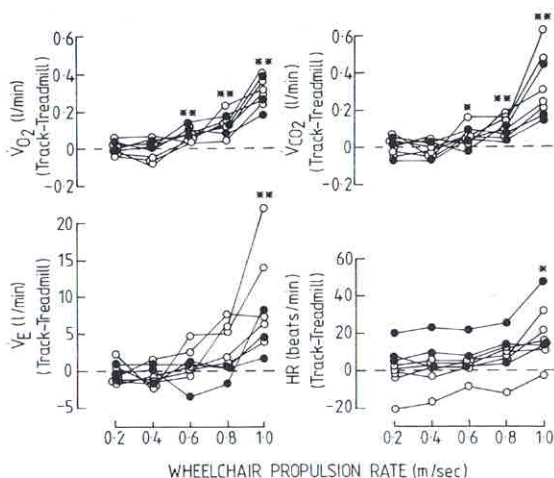 0·6
0·4
0·2
0
-0·2
V̇O2 (l/min)
(Track-Treadmill)
** ** **
0·6
0·4
0·2
0
-0·2
V̇CO2 (l/min)
(Track-Treadmill)
* ** **
20
15
10
5
0
-5
V̇E (l/min)
(Track-Treadmill)
**
0·2 0·4 0·6 0·8 1·0
60
40
20
0
-20
HR (beats/min)
(Track-Treadmill)
*
0·2 0·4 0·6 0·8 1·0
WHEELCHAIR PROPULSION RATE (m/sec)